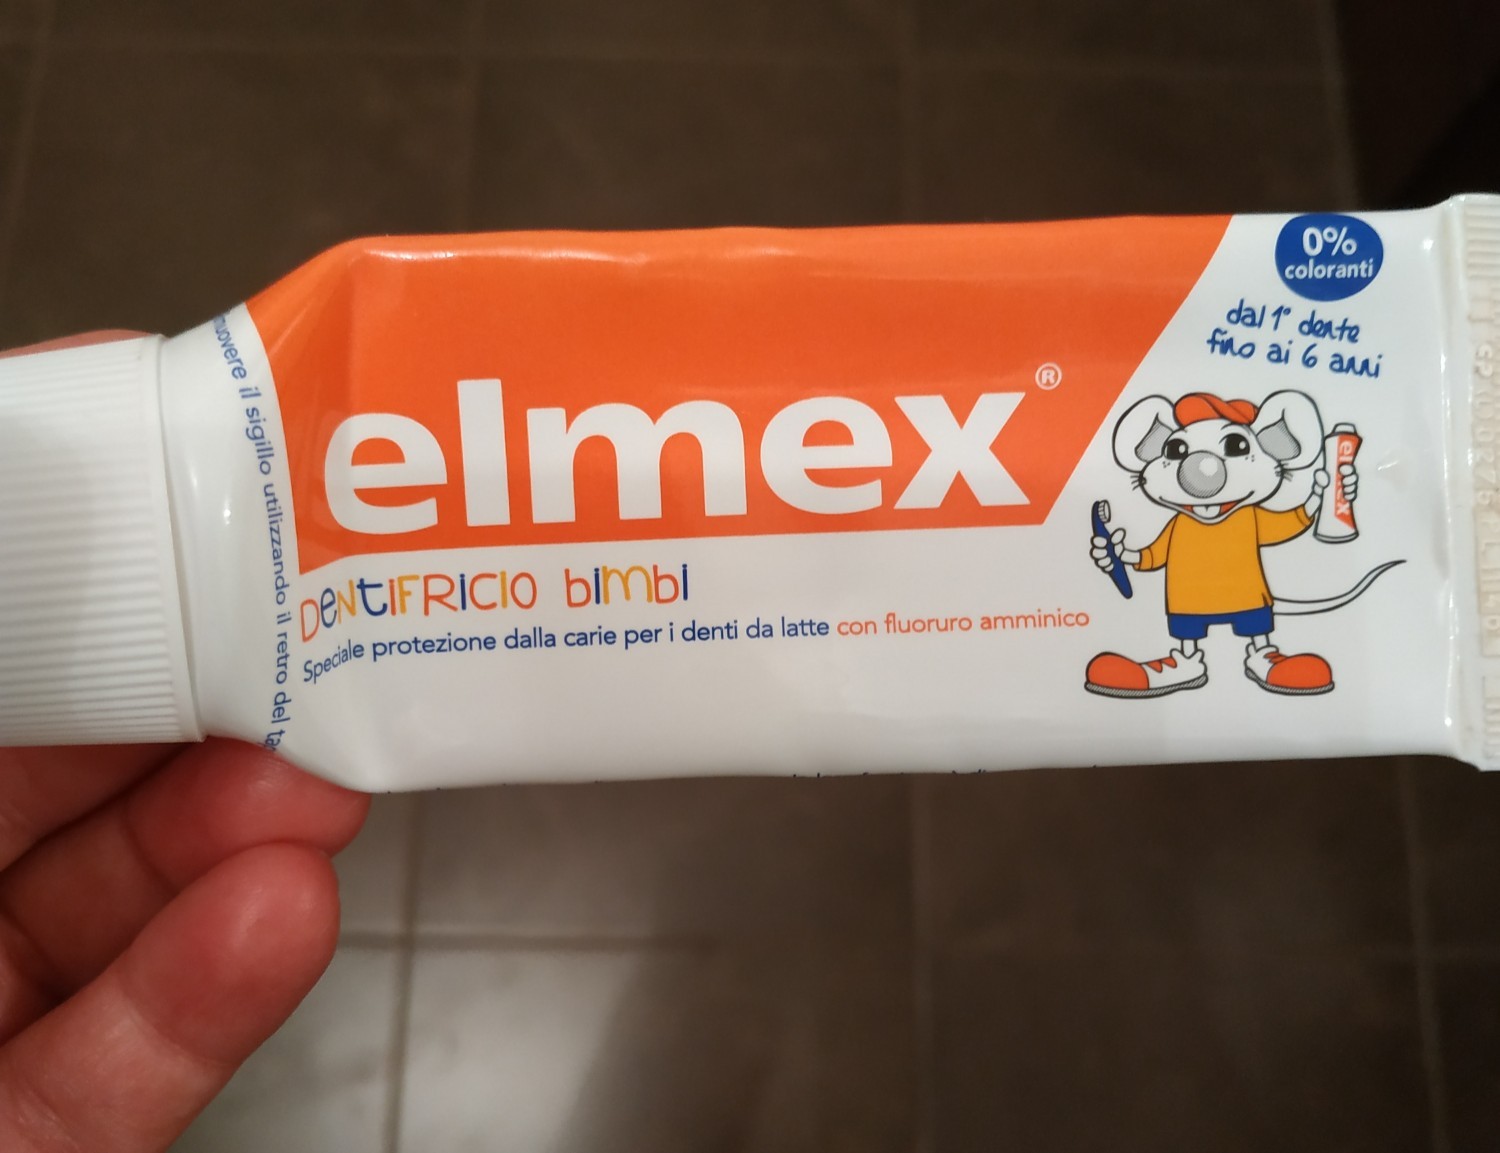 0%
coloranti
dal 1° dente
fino ai 6 anni
elmex®
elmex
DENTIFRICIO bimbi
Speciale protezione dalla carie per i denti da latte con fluoruro amminico
il sigillo utilizzando il retro del